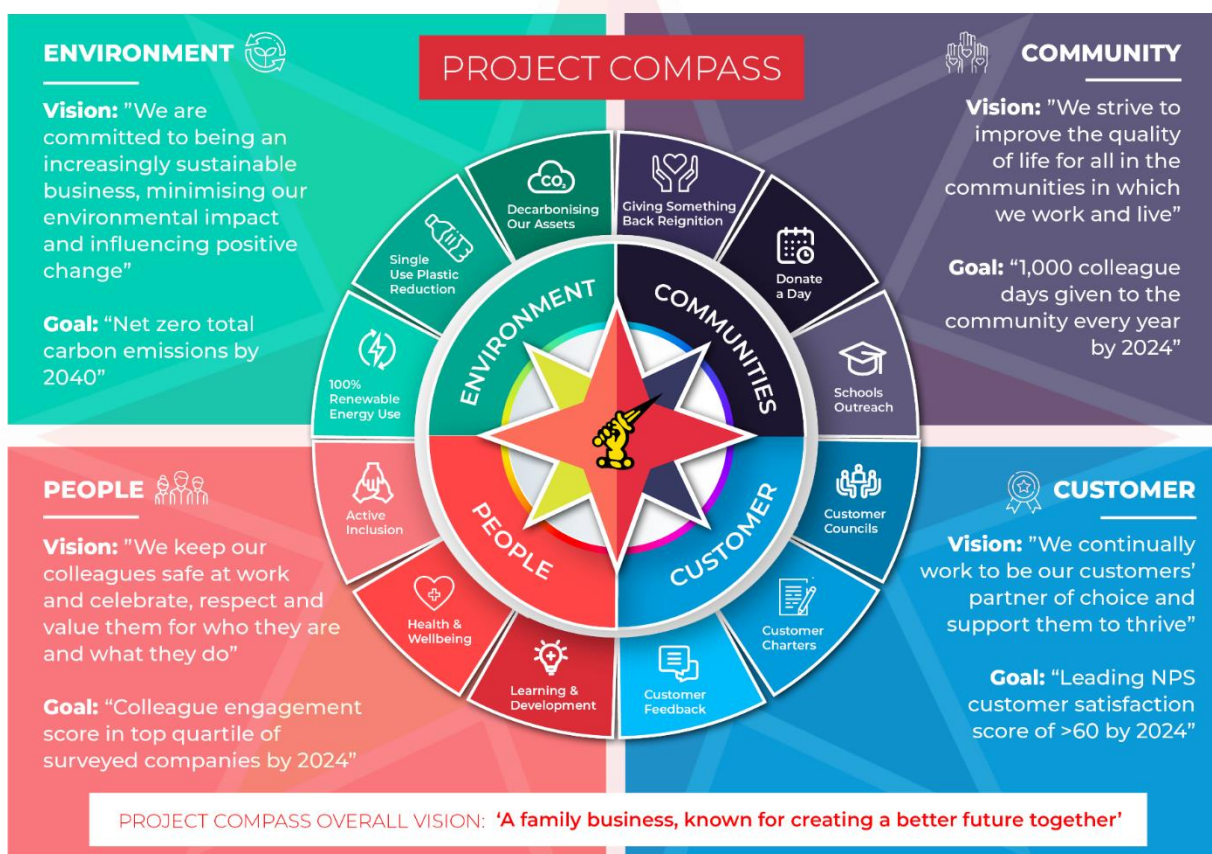 PROJECT COMPASS
ENVIRONMENT
Vision: "We are
committed to being an
increasingly sustainable
business, minimising our
environmental impact
and influencing positive
change"
Goal: "Net zero total
carbon emissions by
2040"
COMMUNITY
Vision: "We strive to
improve the quality
of life for all in the
communities in which
we work and live"
Goal: "1,000 colleague
days given to the
community every year
by 2024"
CO₂
Decarbonising
Our Assets
Giving Something
Back Reignition
Single
Use Plastic
Reduction
Donate
a Day
100%
Renewable
Energy Use
Schools
Outreach
ENVIRONMENT
COMMUNITIES
PEOPLE
CUSTOMER
Active
Inclusion
Customer
Councils
Health &
Wellbeing
Customer
Charters
Learning &
Development
Customer
Feedback
PEOPLE
Vision: "We keep our
colleagues safe at work
and celebrate, respect and
value them for who they are
and what they do"
Goal: "Colleague engagement
score in top quartile of
surveyed companies by 2024"
CUSTOMER
Vision: "We continually
work to be our customers'
partner of choice and
support them to thrive"
Goal: "Leading NPS
customer satisfaction
score of >60 by 2024"
PROJECT COMPASS OVERALL VISION: 'A family business, known for creating a better future together'